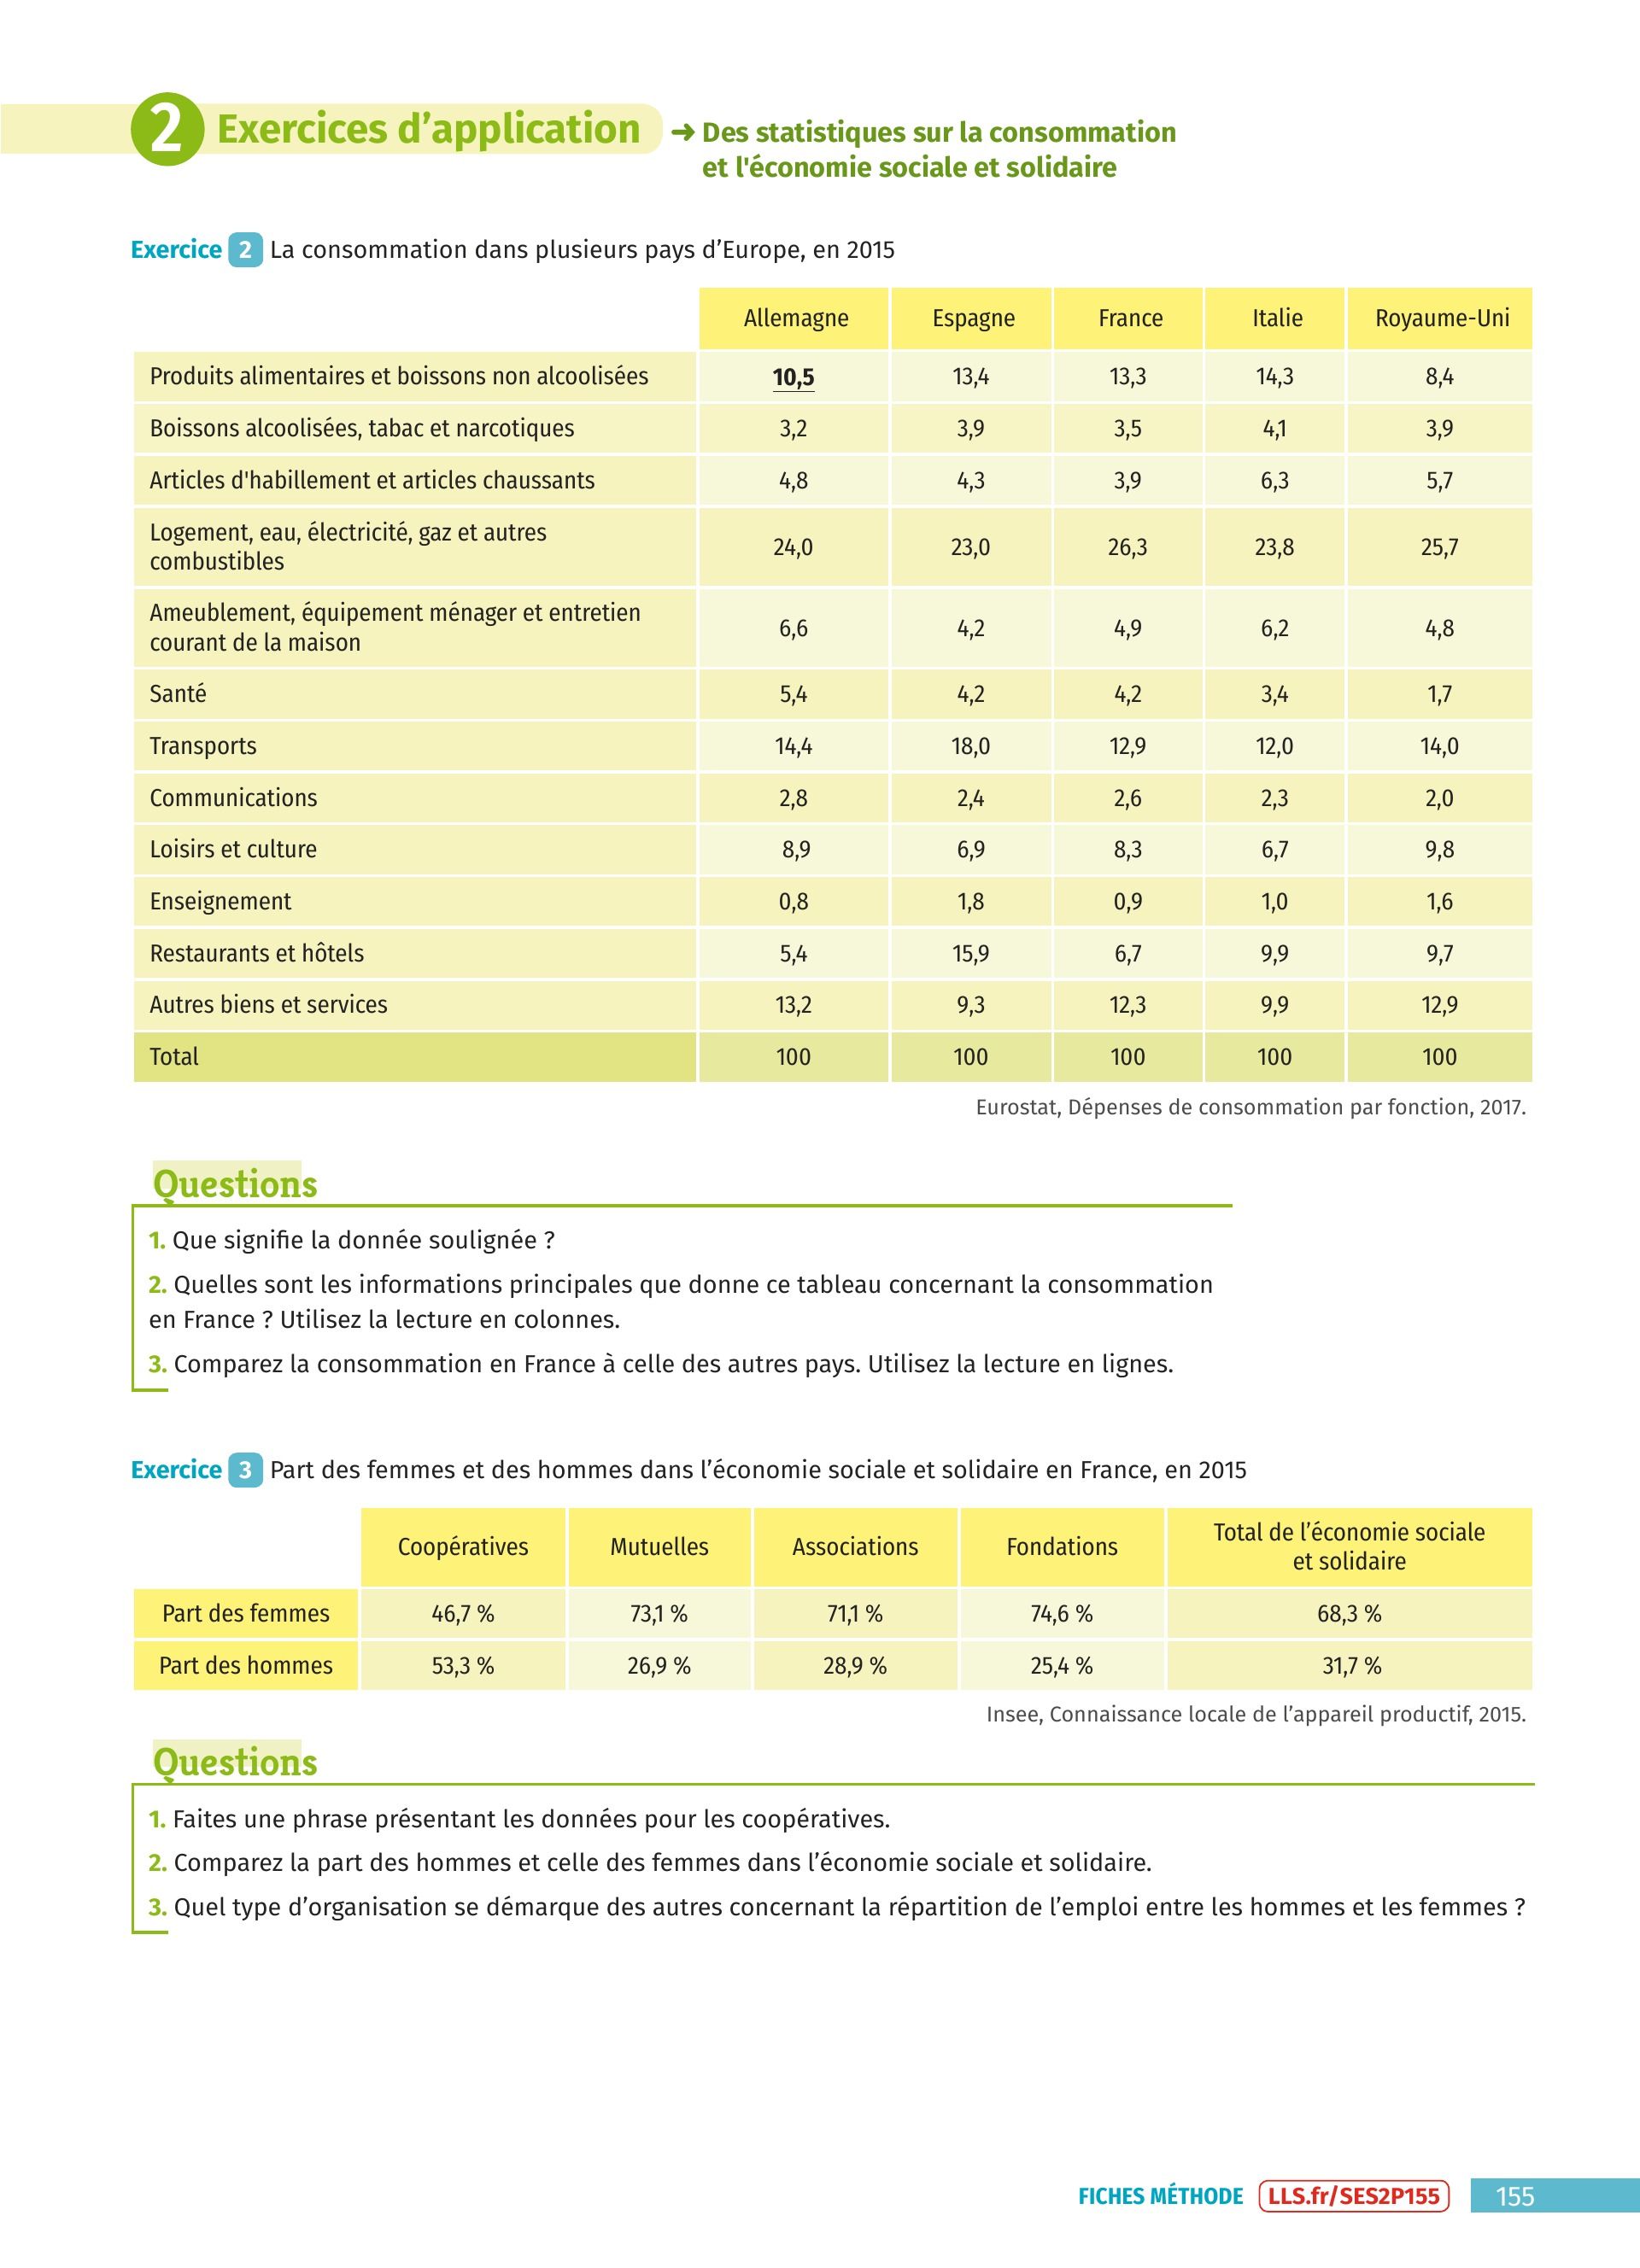 2 Exercices d’application ➜ Des statistiques sur la consommation
et l'économie sociale et solidaire
Exercice 2 La consommation dans plusieurs pays d’Europe, en 2015
Allemagne Espagne France Italie Royaume-Uni
Produits alimentaires et boissons non alcoolisées 10,5 13,4 13,3 14,3 8,4
Boissons alcoolisées, tabac et narcotiques 3,2 3,9 3,5 4,1 3,9
Articles d'habillement et articles chaussants 4,8 4,3 3,9 6,3 5,7
Logement, eau, électricité, gaz et autres
combustibles 24,0 23,0 26,3 23,8 25,7
Ameublement, équipement ménager et entretien
courant de la maison 6,6 4,2 4,9 6,2 4,8
Santé 5,4 4,2 4,2 3,4 1,7
Transports 14,4 18,0 12,9 12,0 14,0
Communications 2,8 2,4 2,6 2,3 2,0
Loisirs et culture 8,9 6,9 8,3 6,7 9,8
Enseignement 0,8 1,8 0,9 1,0 1,6
Restaurants et hôtels 5,4 15,9 6,7 9,9 9,7
Autres biens et services 13,2 9,3 12,3 9,9 12,9
Total 100 100 100 100 100
Eurostat, Dépenses de consommation par fonction, 2017.
Questions
1. Que signifie la donnée soulignée ?
2. Quelles sont les informations principales que donne ce tableau concernant la consommation
en France ? Utilisez la lecture en colonnes.
3. Comparez la consommation en France à celle des autres pays. Utilisez la lecture en lignes.
Exercice 3 Part des femmes et des hommes dans l’économie sociale et solidaire en France, en 2015
Coopératives Mutuelles Associations Fondations Total de l’économie sociale
et solidaire
Part des femmes 46,7 % 73,1 % 71,1 % 74,6 % 68,3 %
Part des hommes 53,3 % 26,9 % 28,9 % 25,4 % 31,7 %
Insee, Connaissance locale de l’appareil productif, 2015.
Questions
1. Faites une phrase présentant les données pour les coopératives.
2. Comparez la part des hommes et celle des femmes dans l’économie sociale et solidaire.
3. Quel type d’organisation se démarque des autres concernant la répartition de l’emploi entre les hommes et les femmes ?
FICHES MÉTHODE LLS.fr/SES2P155 155